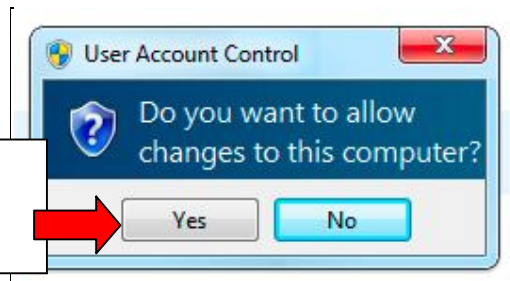 User Account Control
Do you want to allow
changes to this computer?
Yes No